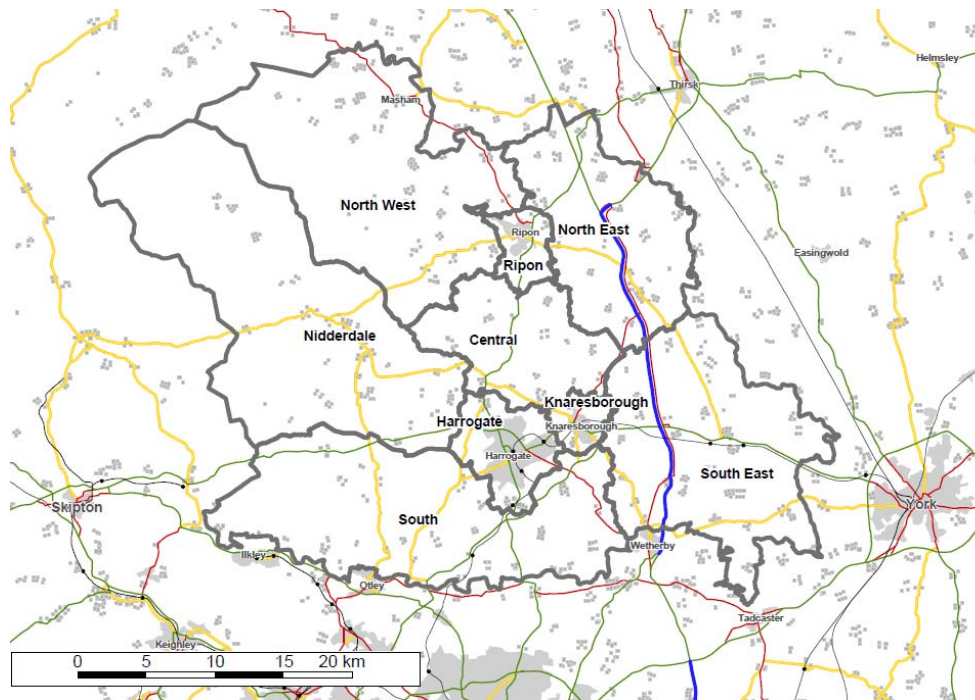 Helmsley
Thirsk
Masham
North West
North East
Ripon
Easingwold
Ripon
Nidderdale
Central
Knaresborough
Harrogate
Knaresborough
Harrogate
South East
Skipton
York
South
Wetherby
Ilkley
Otley
Tadcaster
Keighley
0 5 10 15 20 km